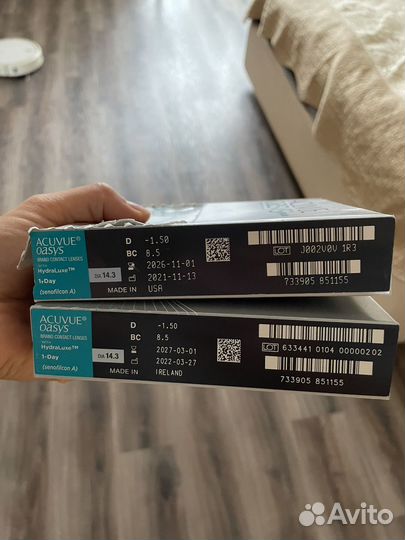 ACUVUE®
OASYS
BRAND CONTACT LENSES
WITH
HydraLuxe™
1-Day
(senofilcon A)
DIA 14.3
D -1.50
BC 8.5
2026-11-01
2021-11-13
MADE IN USA
LOT J002V0V 1R3
733905 851155
ACUVUE®
OASYS
BRAND CONTACT LENSES
WITH
HydraLuxe™
1-Day
(senofilcon A)
DIA 14.3
D -1.50
BC 8.5
2027-03-01
2022-03-27
MADE IN IRELAND
LOT 633441 0104 00000202
733905 851155
Avito